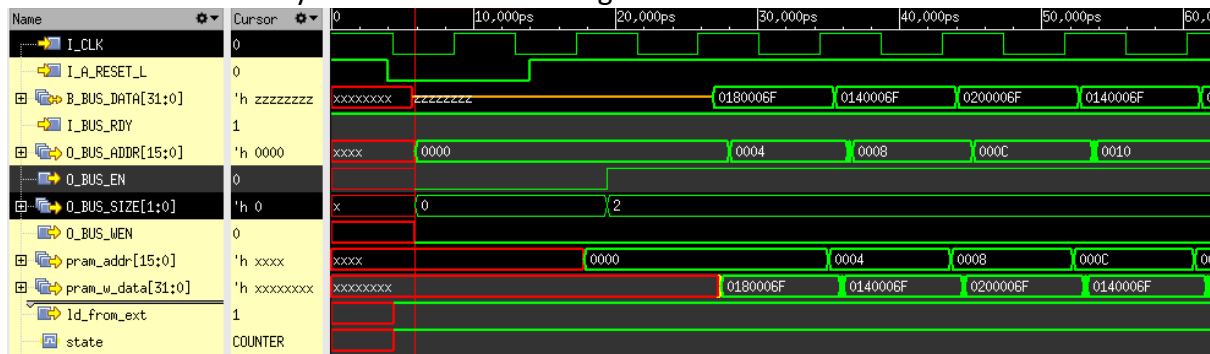 Name Cursor 0 10,000ps 20,000ps 30,000ps 40,000ps 50,000ps 60,0
I_CLK 0
I_A_RESET_L 0
B_BUS_DATA[31:0] 'h zzzzzzzz xxxxxxxx zzzzzzzz 0180006F 0140006F 0200006F 0140006F
I_BUS_RDY 1
O_BUS_ADDR[15:0] 'h 0000 xxxx 0000 0004 0008 000C 0010
O_BUS_EN 0
O_BUS_SIZE[1:0] 'h 0 x 0 2
O_BUS_WEN 0
pram_addr[15:0] 'h xxxx xxxx 0000 0004 0008 000C
pram_w_data[31:0] 'h xxxxxxxx xxxxxxxx 0180006F 0140006F 0200006F 0140006F
ld_from_ext 1
state COUNTER